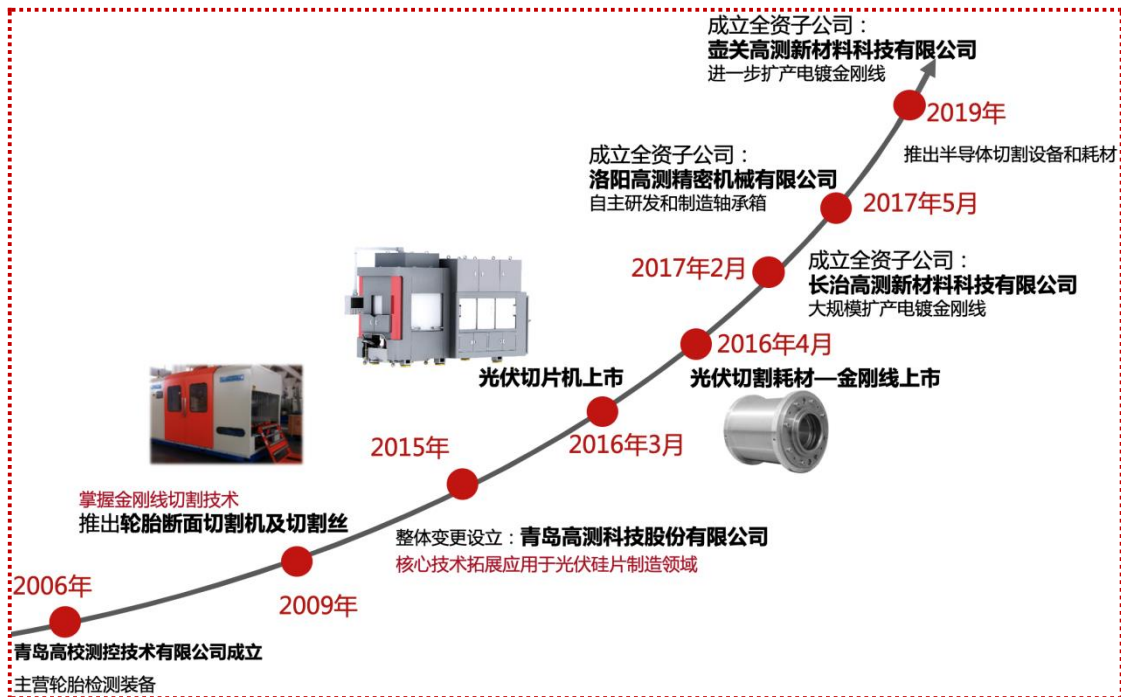 成立全资子公司：
壶关高测新材料科技有限公司
进一步扩产电镀金刚线
2019年
推出半导体切割设备和耗材
成立全资子公司：
洛阳高测精密机械有限公司
自主研发和制造轴承箱
2017年5月
2017年2月
成立全资子公司：
长治高测新材料科技有限公司
大规模扩产电镀金刚线
2016年4月
光伏切割耗材—金刚线上市
光伏切片机上市
2016年3月
2015年
整体变更设立：青岛高测科技股份有限公司
核心技术拓展应用于光伏硅片制造领域
掌握金刚线切割技术
推出轮胎断面切割机及切割丝
2009年
2006年
青岛高校测控技术有限公司成立
主营轮胎检测装备